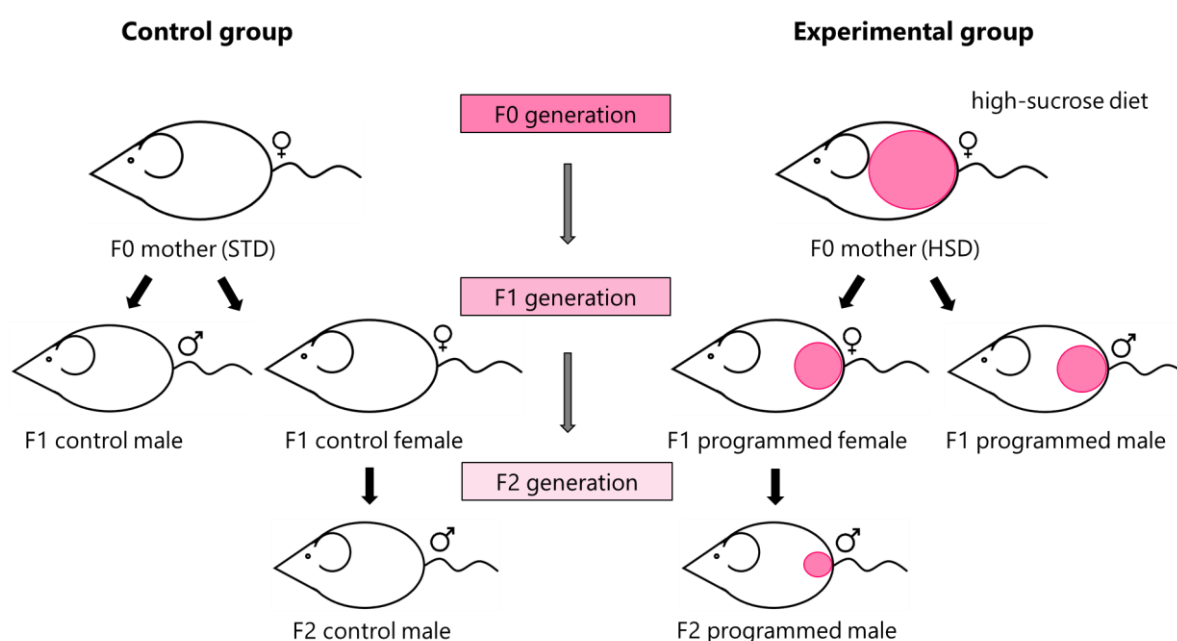 Control group
Experimental group
F0 generation
high-sucrose diet
♀
♀
F0 mother (STD)
F0 mother (HSD)
F1 generation
♂
♀
♀
♂
F1 control male
F1 control female
F1 programmed female
F1 programmed male
F2 generation
♂
♂
F2 control male
F2 programmed male